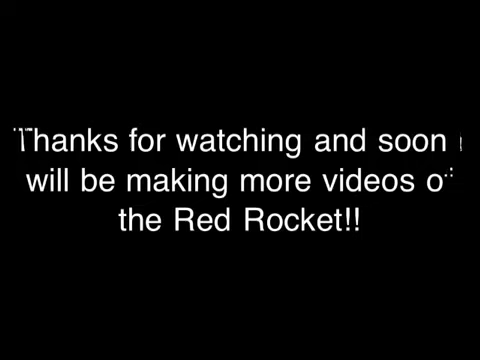 Thanks for watching and soon
will be making more videos
the Red Rocket!!